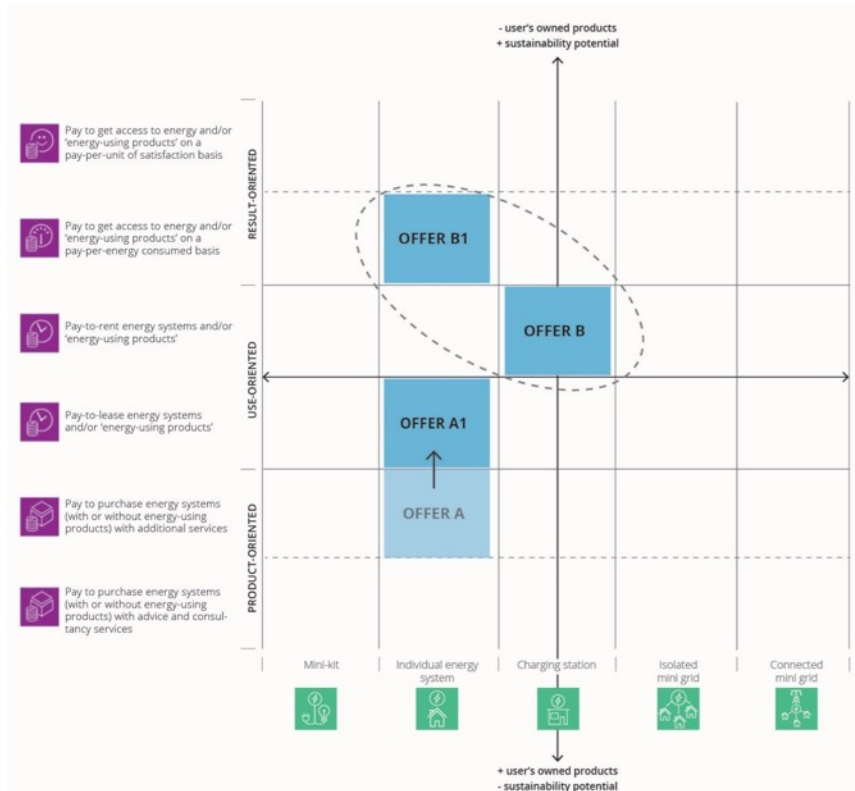 - user's owned products
+ sustainability potential
Pay to get access to energy and/or
'energy-using products' on a
pay-per-unit of satisfaction basis
RESULT-ORIENTED
Pay to get access to energy and/or
'energy-using products' on a
pay-per-energy consumed basis
OFFER B1
Pay-to-rent energy systems and/or
'energy-using products'
OFFER B
USE-ORIENTED
Pay-to-lease energy systems
and/or 'energy-using products'
OFFER A1
Pay to purchase energy systems
(with or without energy-using
products) with additional services
OFFER A
PRODUCT-ORIENTED
Pay to purchase energy systems
(with or without energy-using
products) with advice and consul-
tancy services
Mini-kit
Individual energy
system
Charging station
Isolated
mini grid
Connected
mini grid
+ user's owned products
- sustainability potential